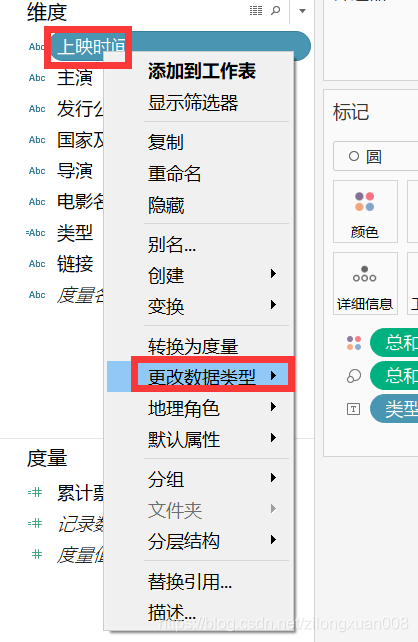 维度
Abc 上映时间
添加到工作表
Abc 主演
显示筛选器
标记
Abc 发行公
圆
Abc 国家及
复制
Abc 导演
重命名
Abc 电影名
隐藏
=Abc 类型
别名...
颜色
Abc 链接
创建
Abc 度量名
变换
详细信息
转换为度量
总和
更改数据类型
总和
地理角色
类型
默认属性
度量
分组
累计票
文件夹
记录数
分层结构
度量值
替换引用...
描述...
https://blog.csdn.net/zilongxuan008